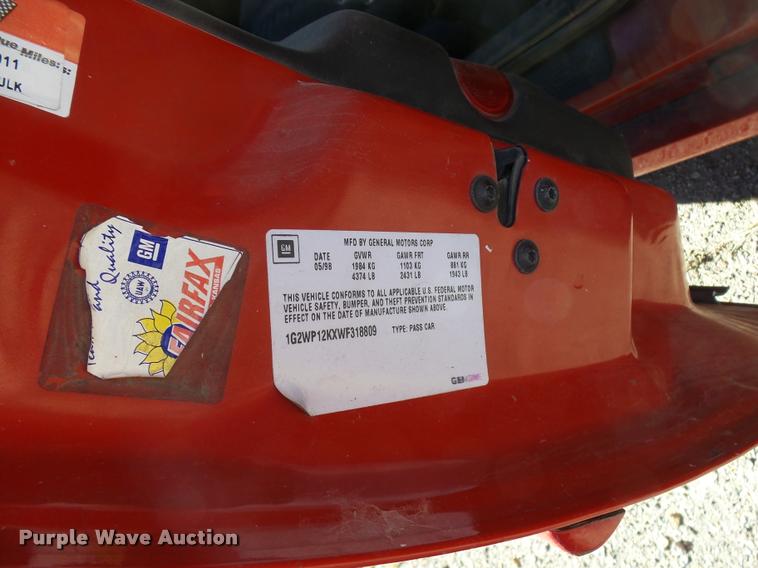 ue Miles:
011
ULK
Quality
and
GM
UAW
FAIRFAX
KANSAS
GM
MFD BY GENERAL MOTORS CORP
DATE GVWR GAWR FRT GAWR RR
05/98 1984 KG 1103 KG 881 KG
4374 LB 2431 LB 1943 LB
THIS VEHICLE CONFORMS TO ALL APPLICABLE U.S. FEDERAL MOTOR
VEHICLE SAFETY, BUMPER, AND THEFT PREVENTION STANDARDS IN
EFFECT ON THE DATE OF MANUFACTURE SHOWN ABOVE.
1G2WP12KXWF318809 TYPE: PASS CAR
Purple Wave Auction